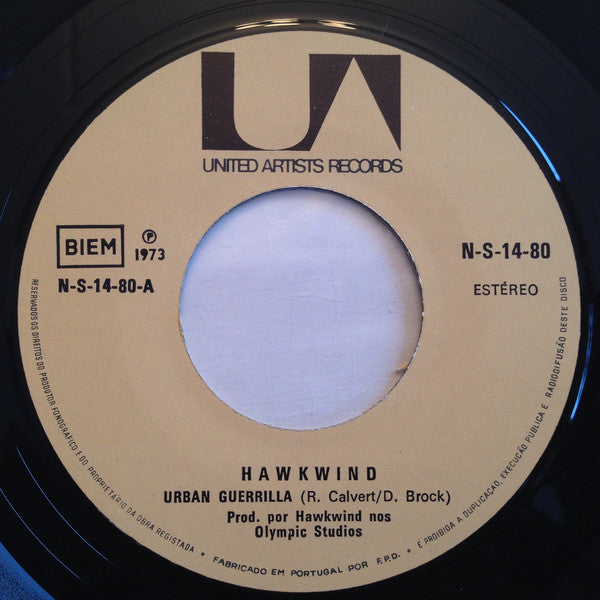 UA
UNITED ARTISTS RECORDS
BIEM
℗
1973
N-S-14-80-A
N-S-14-80
ESTÉREO
HAWKWIND
URBAN GUERRILLA (R. Calvert/D. Brock)
Prod. por Hawkwind nos
Olympic Studios
RESERVADOS OS DIREITOS DO PRODUTOR FONOGRÁFICO E DO PROPRIETÁRIO DA OBRA REGISTADA • FABRICADO EM PORTUGAL POR F.P.D. • É PROIBIDA A DUPLICAÇÃO, EXECUÇÃO PÚBLICA E RADIODIFUSÃO DESTE DISCO